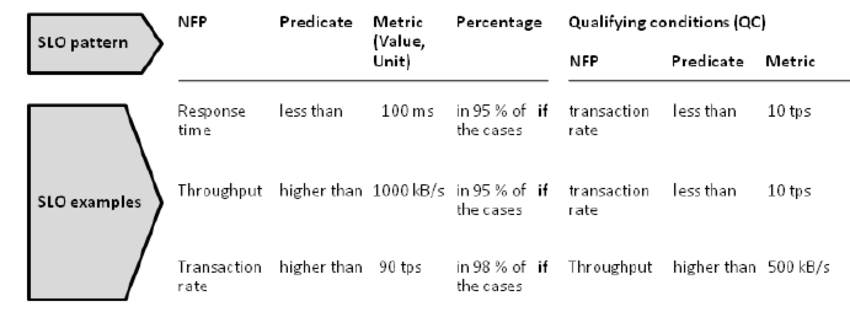 SLO pattern
NFP Predicate Metric (Value, Unit) Percentage Qualifying conditions (QC)
NFP Predicate Metric
SLO examples
Response time less than 100 ms in 95 % of the cases if transaction rate less than 10 tps
Throughput higher than 1000 kB/s in 95 % of the cases if transaction rate less than 10 tps
Transaction rate higher than 90 tps in 98 % of the cases if Throughput higher than 500 kB/s